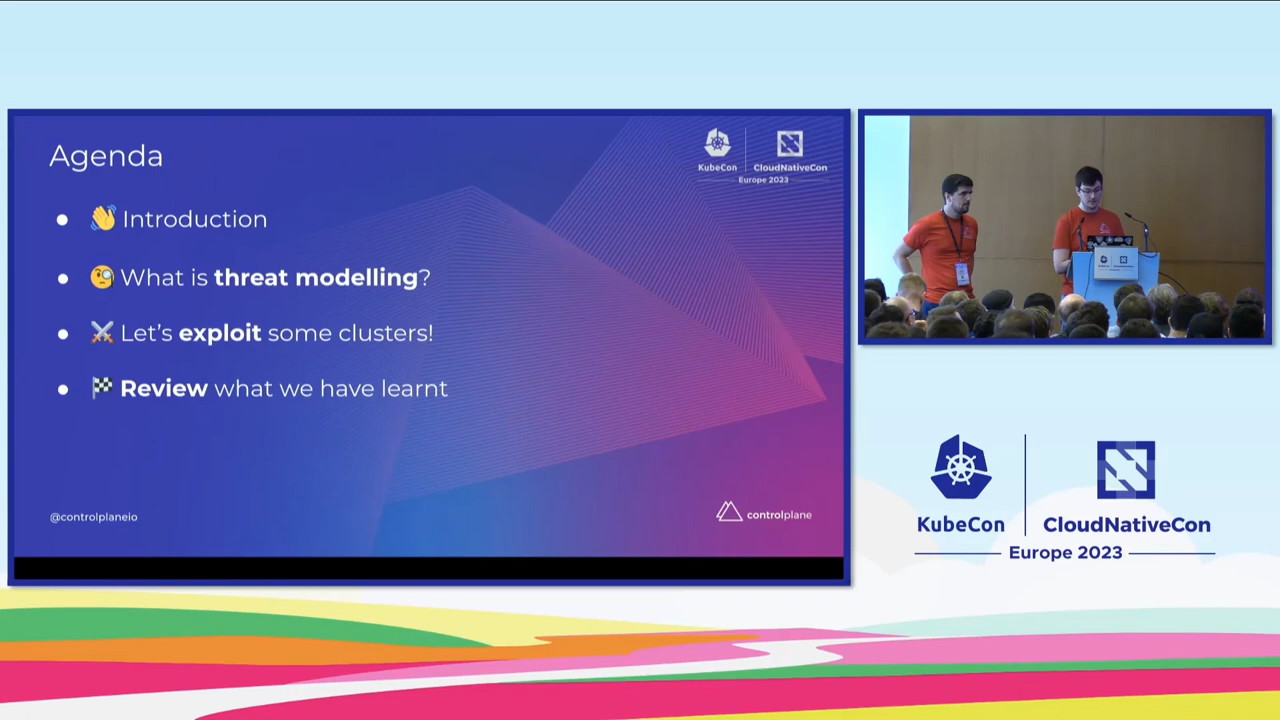 Agenda
KubeCon
CloudNativeCon
Europe 2023
• 👋 Introduction
• 🧐 What is threat modelling?
• ⚔️ Let's exploit some clusters!
• 🏁 Review what we have learnt
@controlplaneio
controlplane
KubeCon
CloudNativeCon
Europe 2023